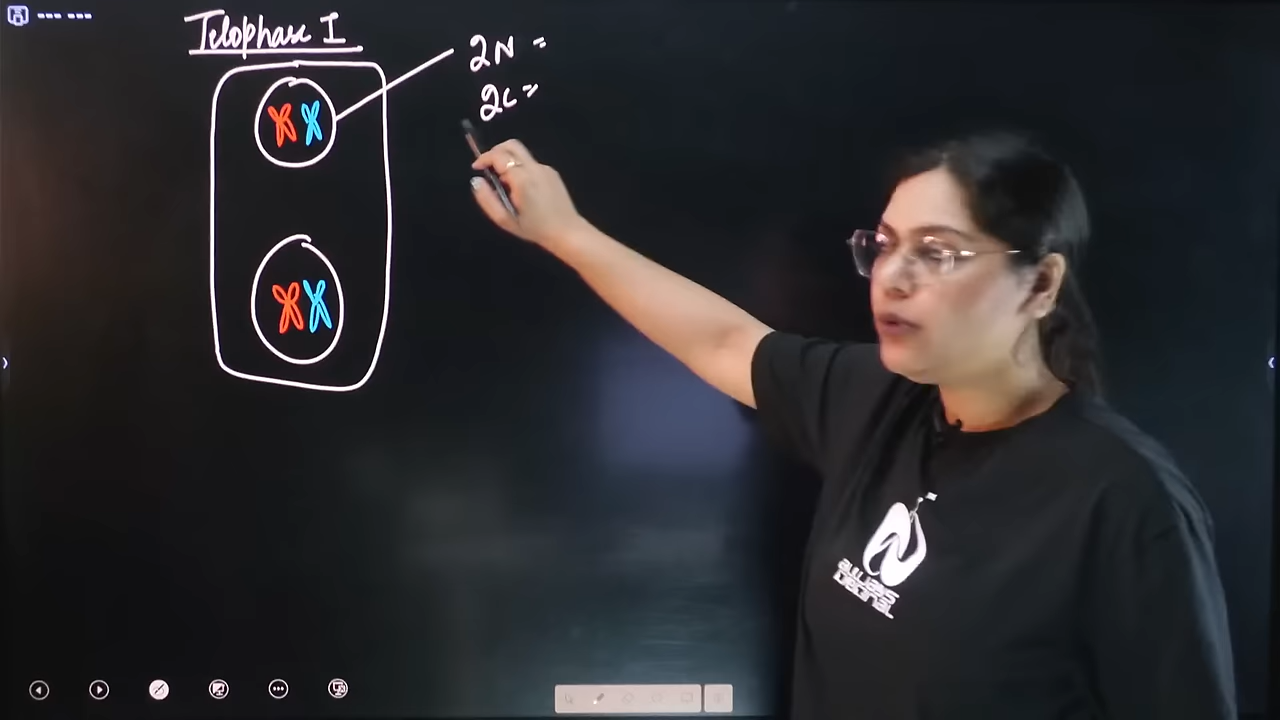 Telophase I
2N =
2C =